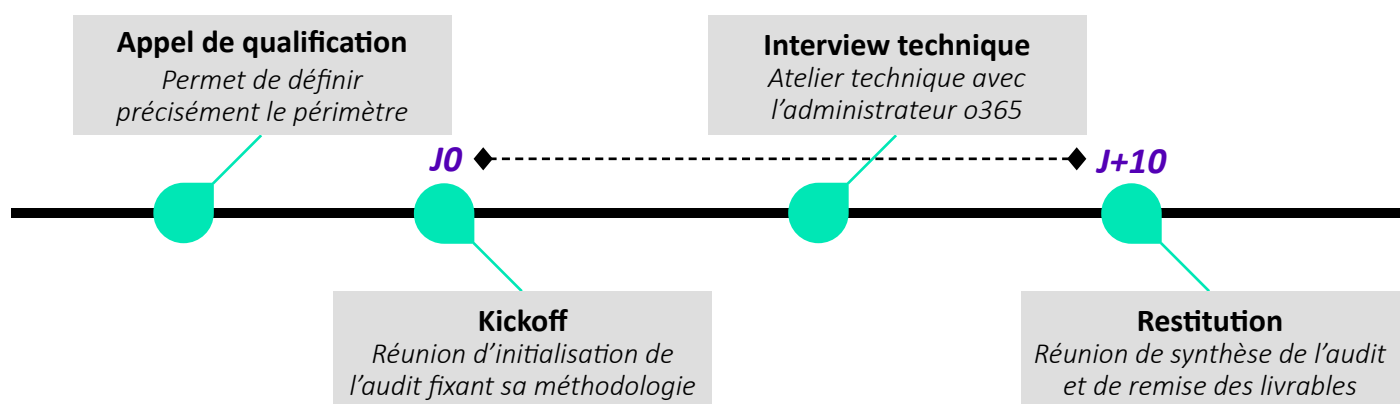 Appel de qualification
Permet de définir
précisément le périmètre
Interview technique
Atelier technique avec
l’administrateur o365
J0
J+10
Kickoff
Réunion d’initialisation de
l’audit fixant sa méthodologie
Restitution
Réunion de synthèse de l’audit
et de remise des livrables